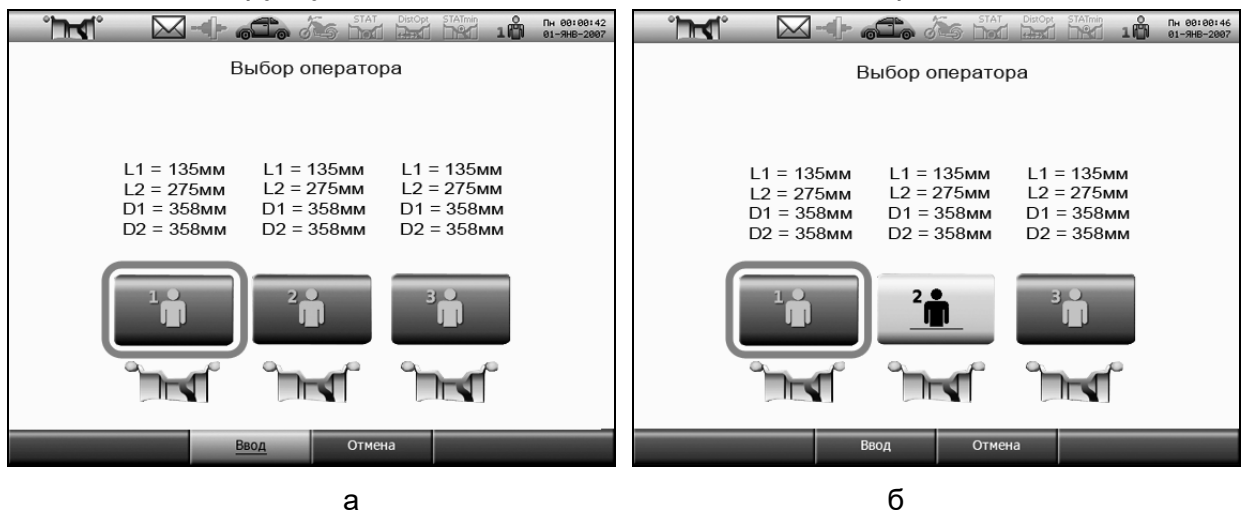 STAT DistOpt STATmin
1
Пн 00:00:42
01-ЯНВ-2007
Выбор оператора
L1 = 135мм L1 = 135мм L1 = 135мм
L2 = 275мм L2 = 275мм L2 = 275мм
D1 = 358мм D1 = 358мм D1 = 358мм
D2 = 358мм D2 = 358мм D2 = 358мм
1 2 3
Ввод Отмена
а
STAT DistOpt STATmin
1
Пн 00:00:46
01-ЯНВ-2007
Выбор оператора
L1 = 135мм L1 = 135мм L1 = 135мм
L2 = 275мм L2 = 275мм L2 = 275мм
D1 = 358мм D1 = 358мм D1 = 358мм
D2 = 358мм D2 = 358мм D2 = 358мм
1 2 3
Ввод Отмена
б